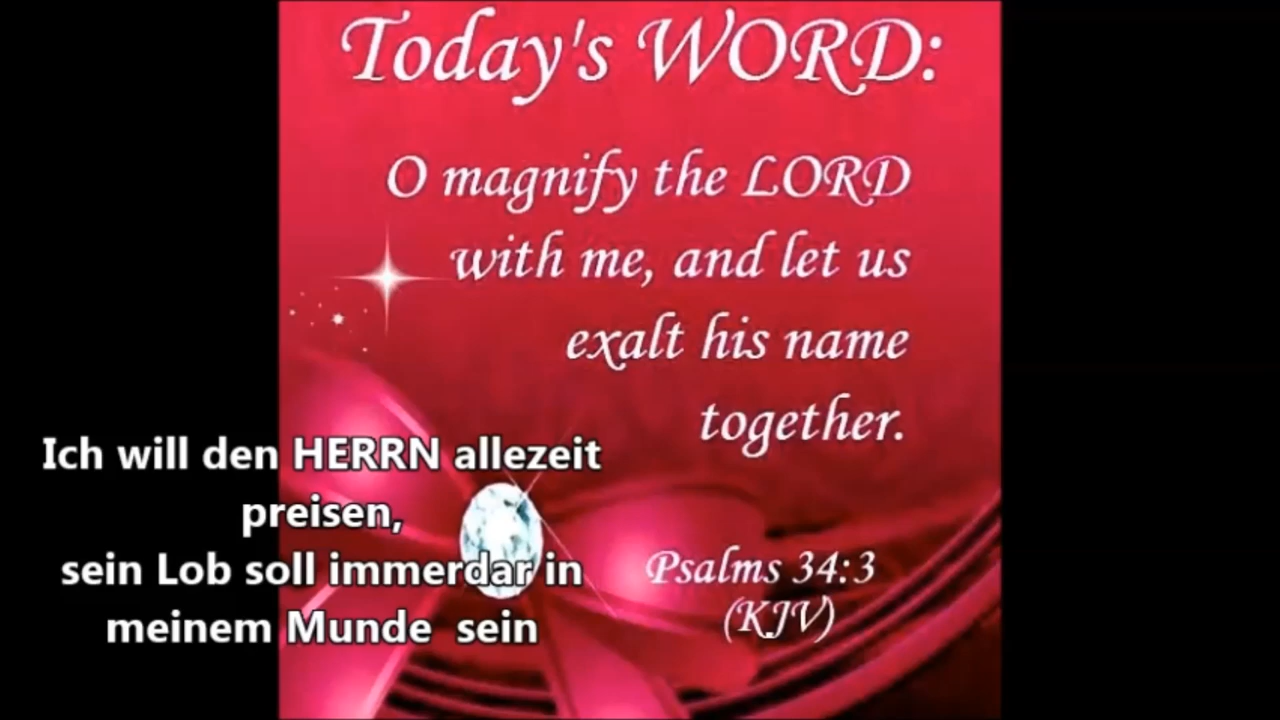 Today's WORD:
O magnify the LORD
with me, and let us
exalt his name
together.
Ich will den HERRN allezeit
preisen,
sein Lob soll immerdar in
meinem Munde sein
Psalms 34:3
(KJV)